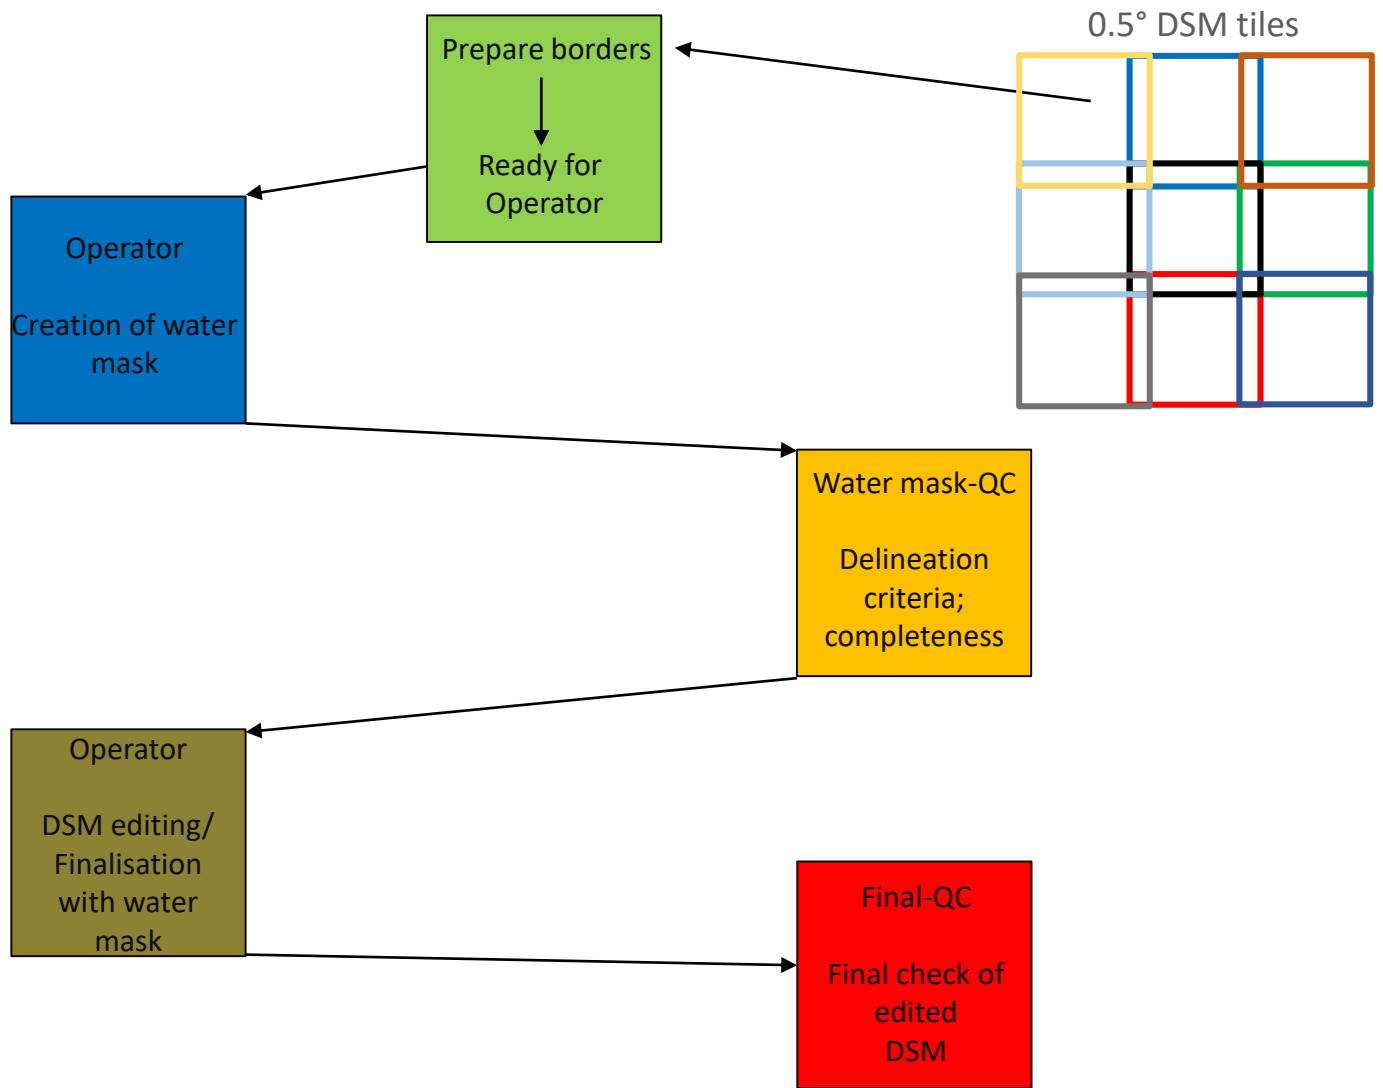 0.5° DSM tiles
Prepare borders
Ready for
Operator
Operator
Creation of water
mask
Water mask-QC
Delineation
criteria;
completeness
Operator
DSM editing/
Finalisation
with water
mask
Final-QC
Final check of
edited
DSM